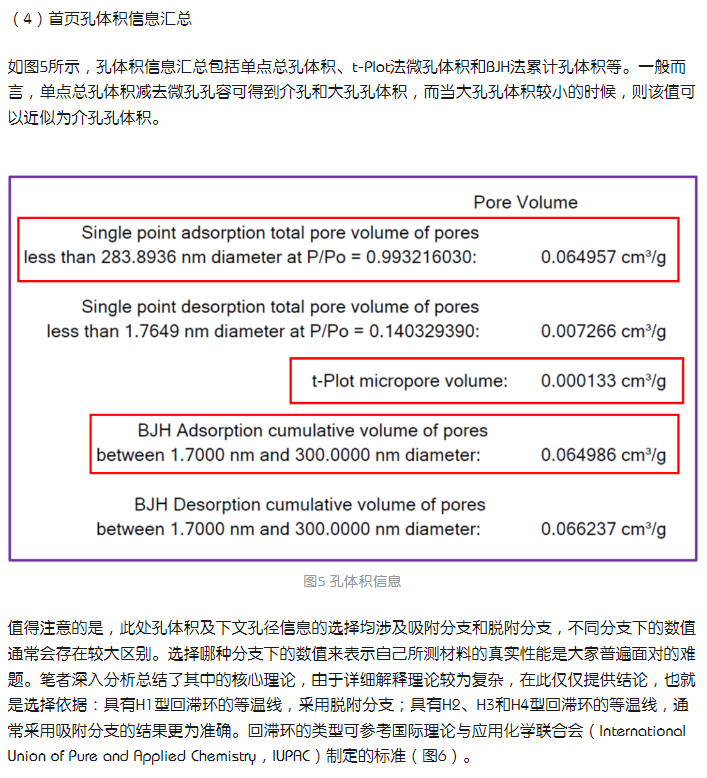 （4）首页孔体积信息汇总
如图5所示，孔体积信息汇总包括单点总孔体积、t-Plot法微孔体积和BJH法累计孔体积等。一般而
言，单点总孔体积减去微孔孔容可得到介孔和大孔孔体积，而当大孔孔体积较小的时候，则该值可
以近似为介孔孔体积。
Pore Volume
Single point adsorption total pore volume of pores
less than 283.8936 nm diameter at P/Po = 0.993216030: 0.064957 cm³/g
Single point desorption total pore volume of pores
less than 1.7649 nm diameter at P/Po = 0.140329390: 0.007266 cm³/g
t-Plot micropore volume: 0.000133 cm³/g
BJH Adsorption cumulative volume of pores
between 1.7000 nm and 300.0000 nm diameter: 0.064986 cm³/g
BJH Desorption cumulative volume of pores
between 1.7000 nm and 300.0000 nm diameter: 0.066237 cm³/g
图5 孔体积信息
值得注意的是，此处孔体积及下文孔径信息的选择均涉及吸附分支和脱附分支，不同分支下的数值
通常会存在较大区别。选择哪种分支下的数值来表示自己所测材料的真实性能是大家普遍面对的难
题。笔者深入分析总结了其中的核心理论，由于详细解释理论较为复杂，在此仅仅提供结论，也就
是选择依据：具有H1型回滞环的等温线，采用脱附分支；具有H2、H3和H4型回滞环的等温线，通
常采用吸附分支的结果更为准确。回滞环的类型可参考国际理论与应用化学联合会（International
Union of Pure and Applied Chemistry，IUPAC）制定的标准（图6）。